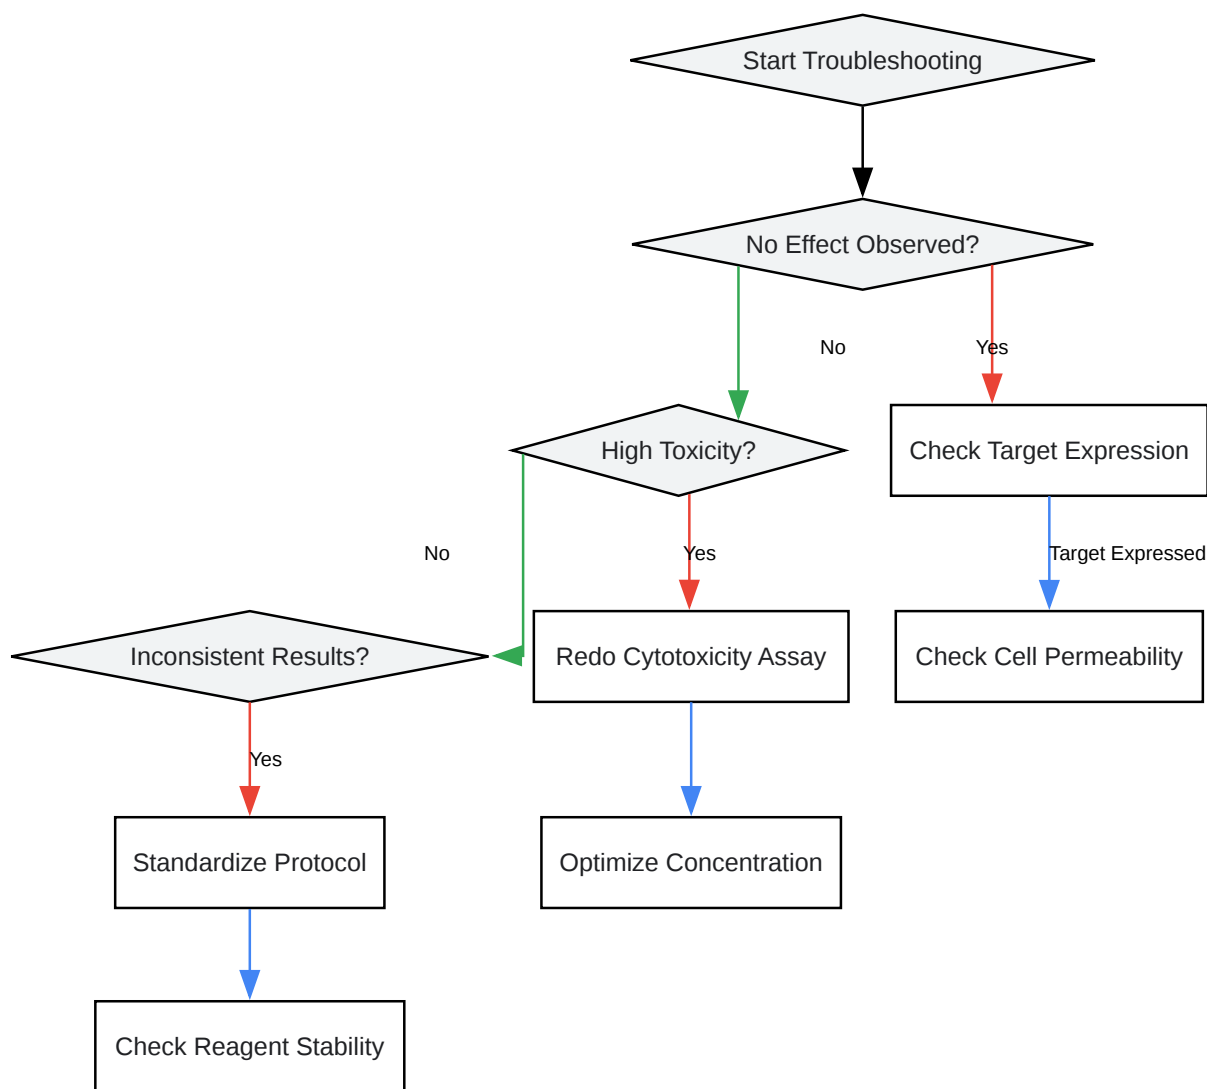 Start Troubleshooting
No Effect Observed?
No
Yes
High Toxicity?
Check Target Expression
No
Yes
Target Expressed
Inconsistent Results?
Redo Cytotoxicity Assay
Check Cell Permeability
Yes
Standardize Protocol
Optimize Concentration
Check Reagent Stability